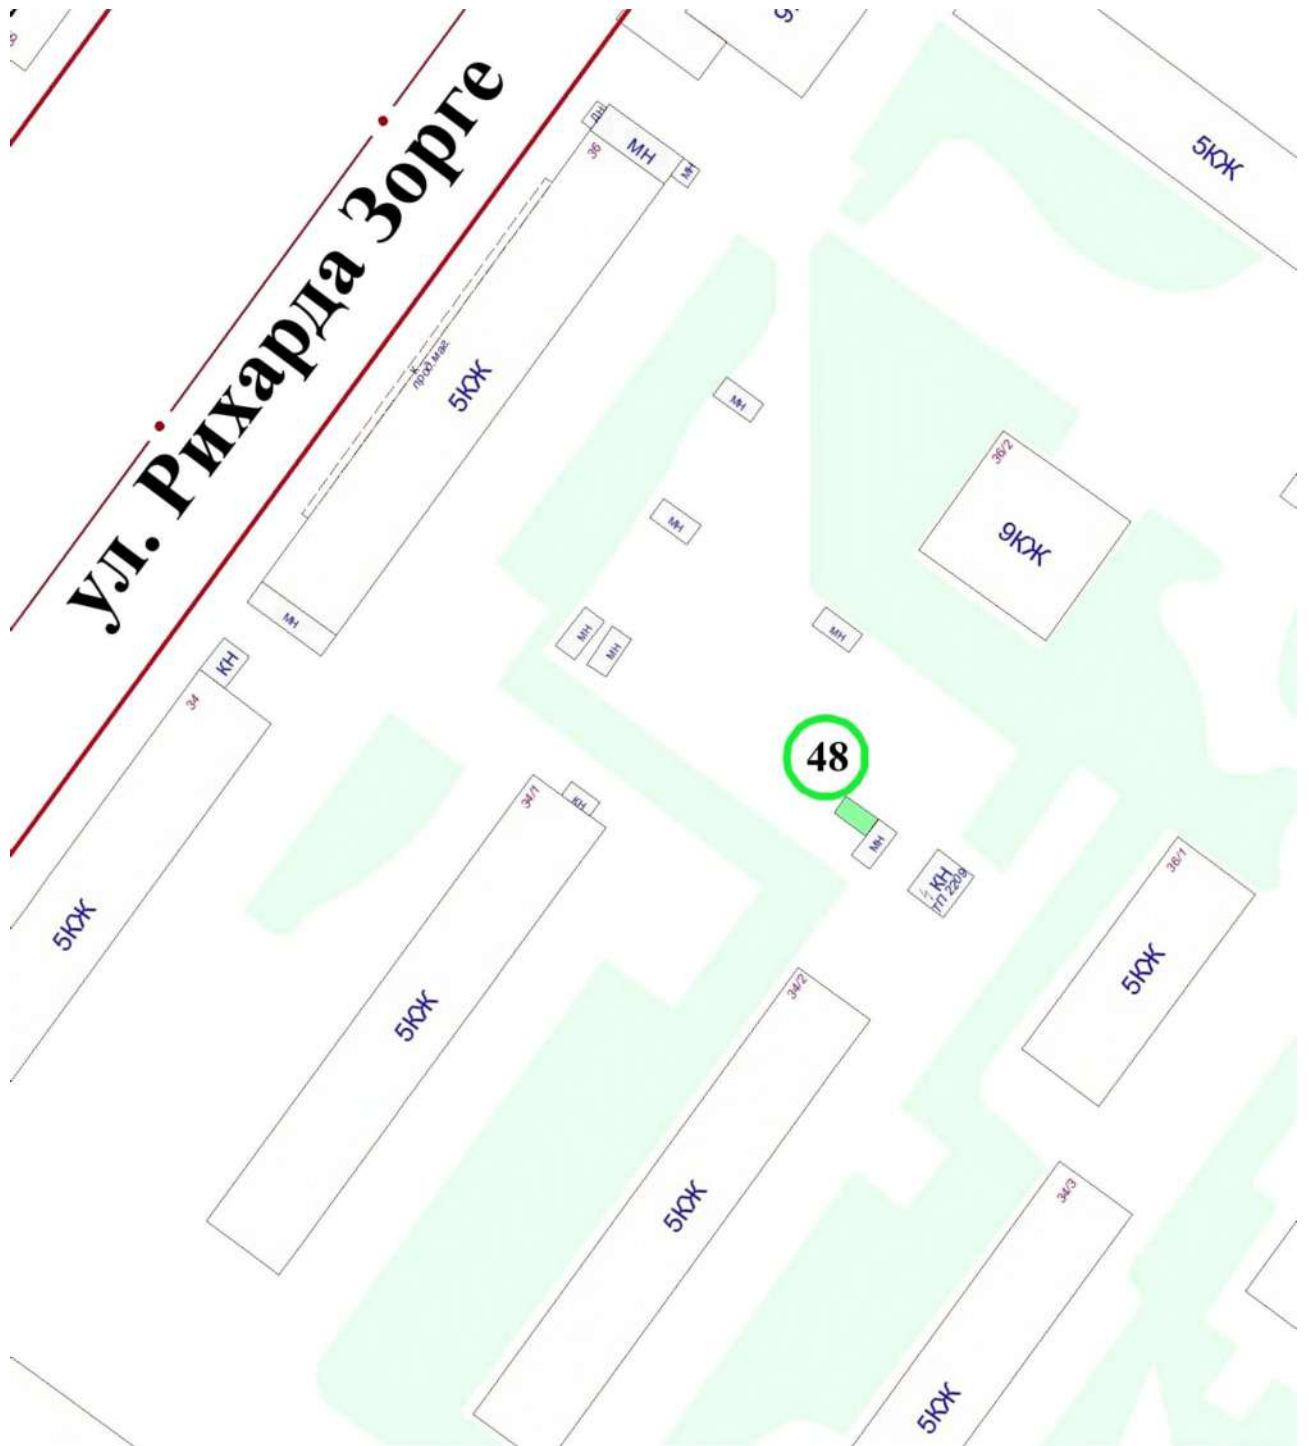 ул. Рихарда Зорге
5КЖ
ДН
МН
МН
36
К
прод.маг.
5КЖ
МН
МН
36/2
9КЖ
МН
МН
МН
МН
КН
34
48
34/1
КН
МН
КН
ТП 2209
36/1
5КЖ
5КЖ
5КЖ
34/2
34/3
5КЖ
5КЖ